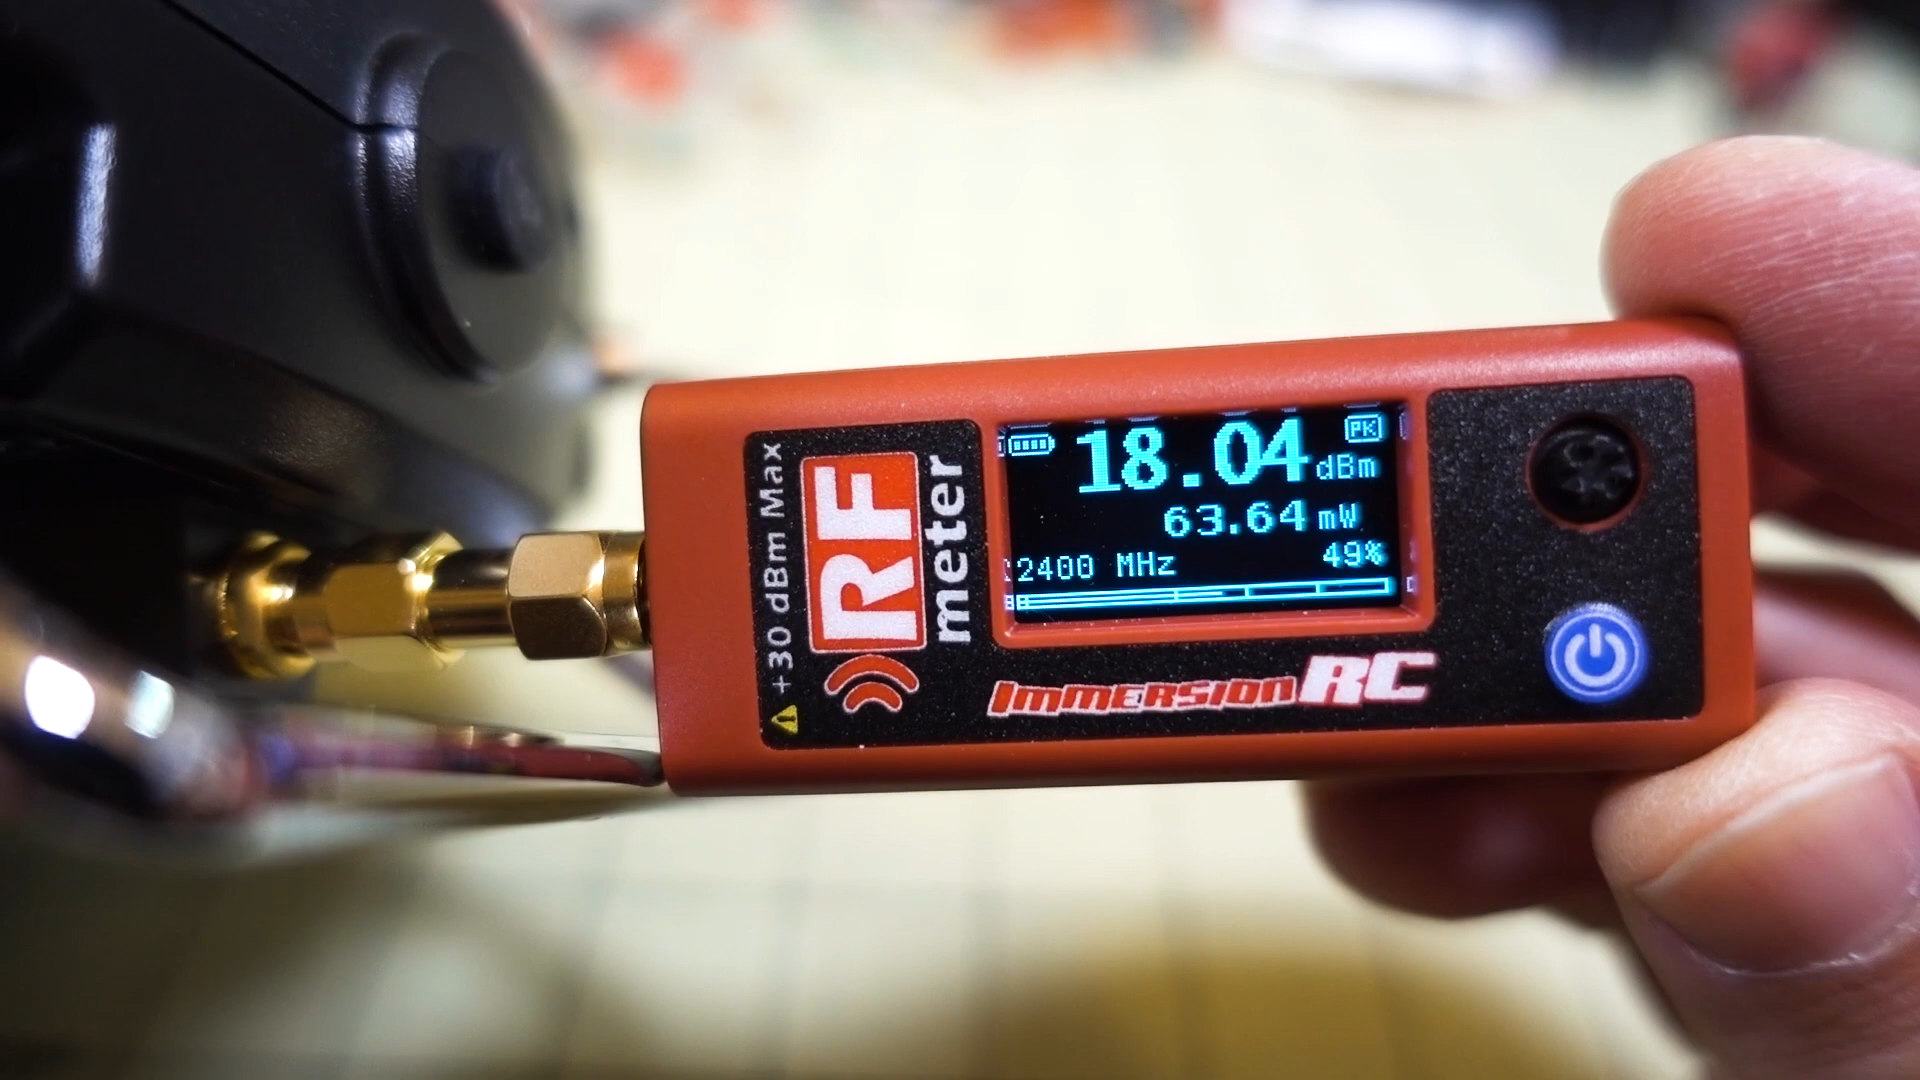 +30 dBm Max
RF
meter
18.04 dBm
PK
63.64 mW
2400 MHz
49%
ImmersionRC